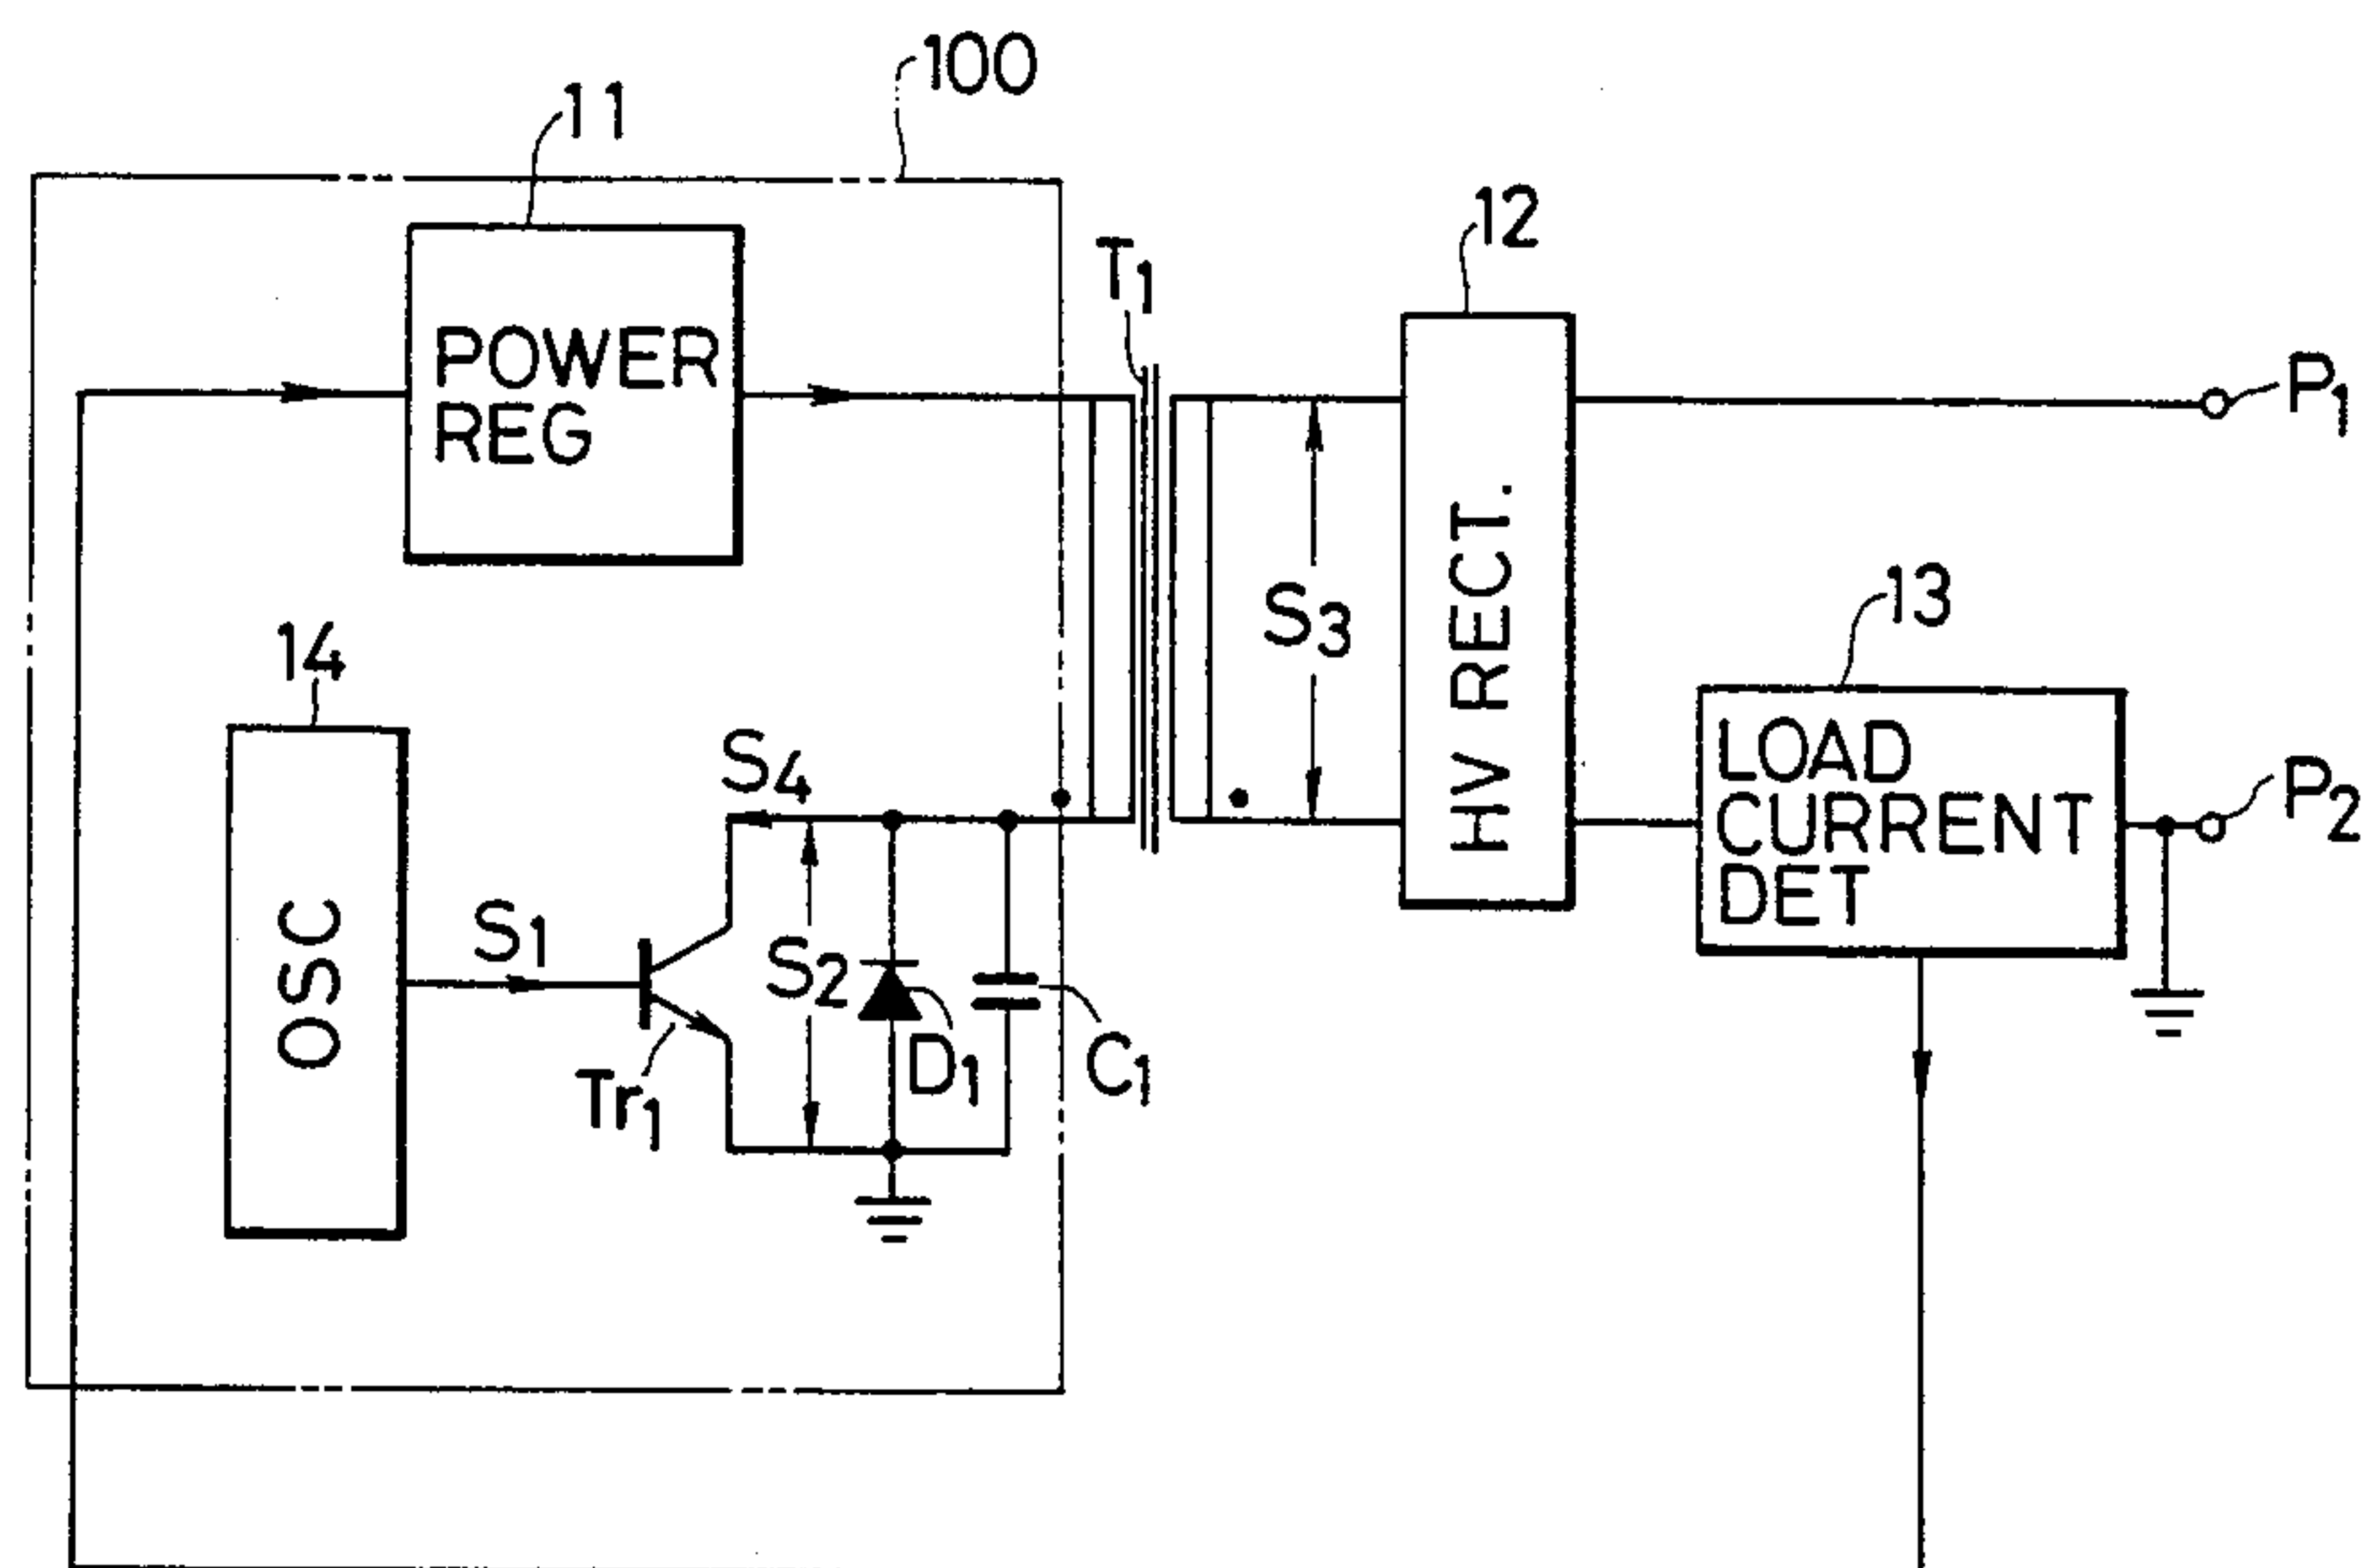 100
11
12
T1
POWER
REG
P1
HV RECT.
S3
13
14
LOAD
CURRENT
DET
P2
S4
OSC
S1
S2
D1
C1
Tr1